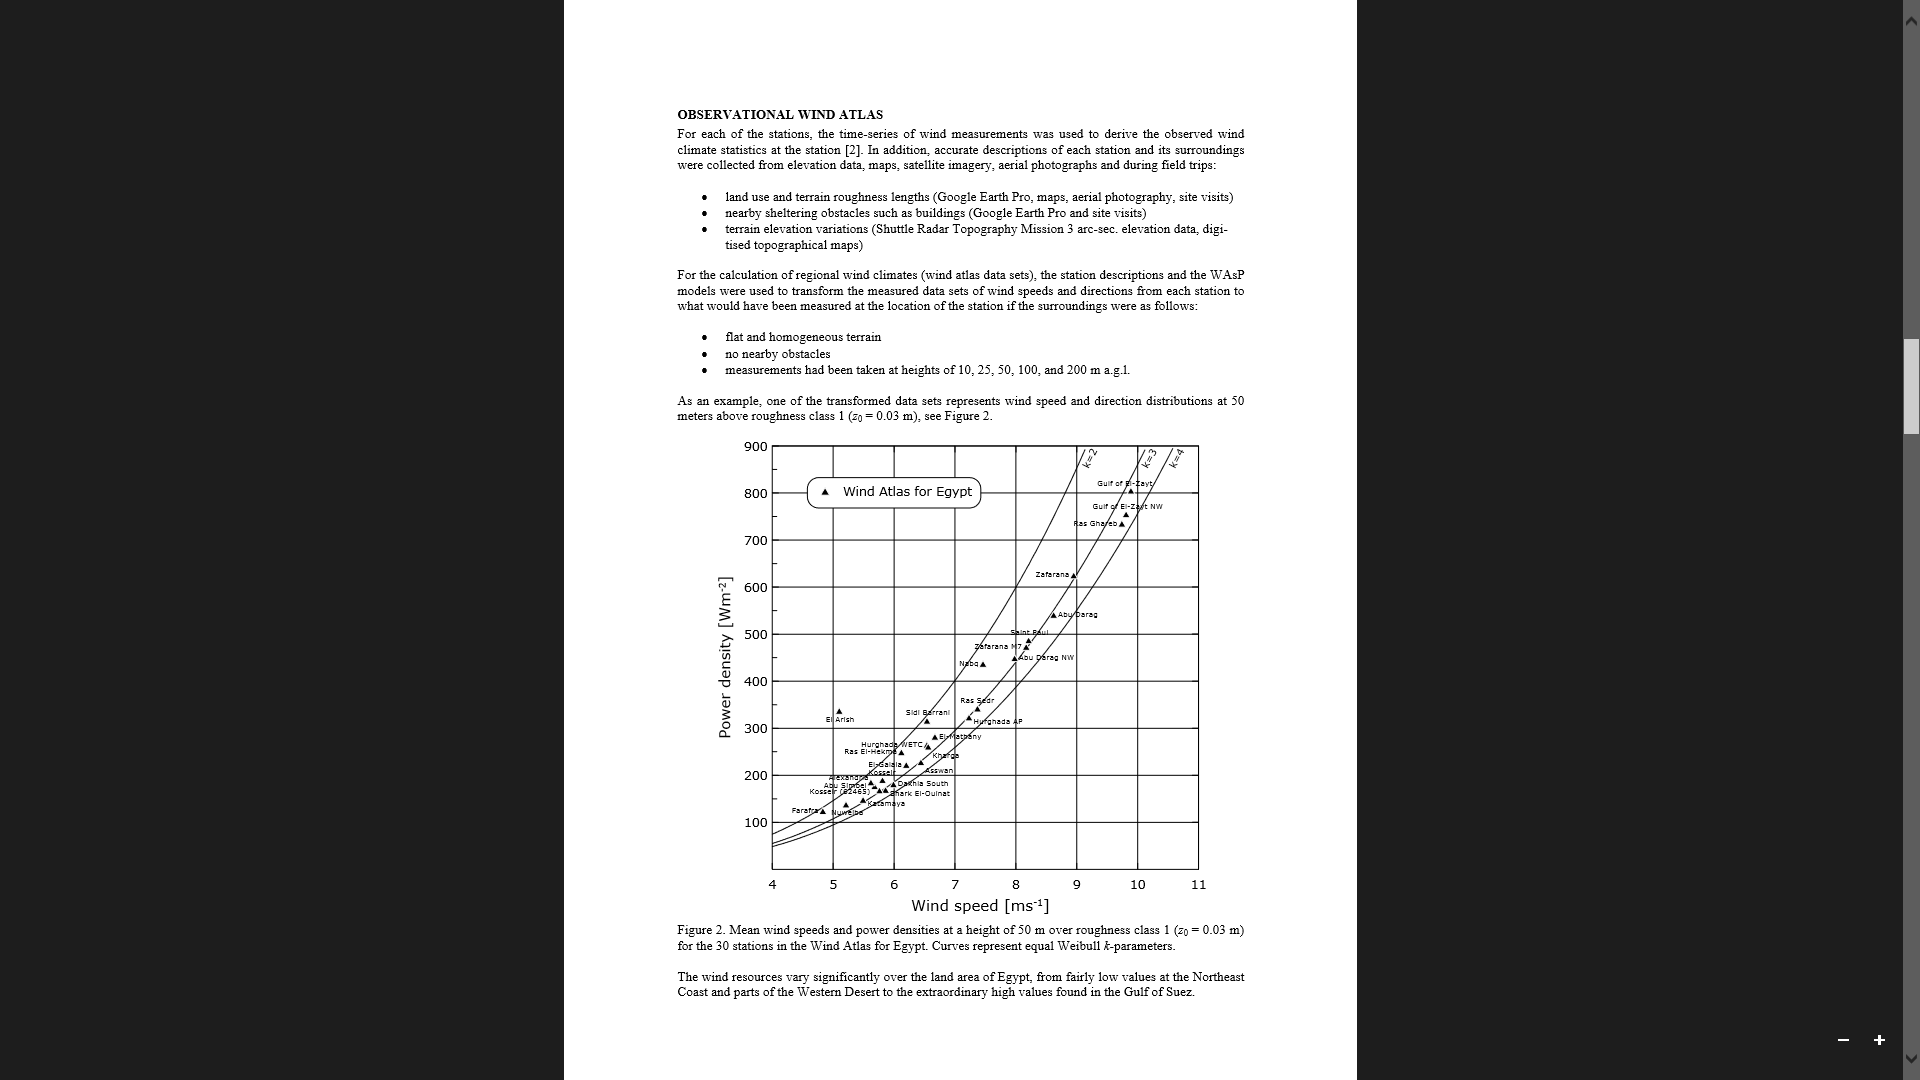 OBSERVATIONAL WIND ATLAS
For each of the stations, the time-series of wind measurements was used to derive the observed wind
climate statistics at the station [2]. In addition, accurate descriptions of each station and its surroundings
were collected from elevation data, maps, satellite imagery, aerial photographs and during field trips:
• land use and terrain roughness lengths (Google Earth Pro, maps, aerial photography, site visits)
• nearby sheltering obstacles such as buildings (Google Earth Pro and site visits)
• terrain elevation variations (Shuttle Radar Topography Mission 3 arc-sec. elevation data, digi-
tised topographical maps)
For the calculation of regional wind climates (wind atlas data sets), the station descriptions and the WAsP
models were used to transform the measured data sets of wind speeds and directions from each station to
what would have been measured at the location of the station if the surroundings were as follows:
• flat and homogeneous terrain
• no nearby obstacles
• measurements had been taken at heights of 10, 25, 50, 100, and 200 m a.g.l.
As an example, one of the transformed data sets represents wind speed and direction distributions at 50
meters above roughness class 1 (z0 = 0.03 m), see Figure 2.
900
k=2
k=3
k=4
Gulf of El-Zayt
800
Wind Atlas for Egypt
Gulf of El-Zayt NW
Ras Ghareb
700
Zafarana
600
Abu Darag
Saint Paul
500
Zafarana M7
Abu Darag NW
Nabq
400
Ras Sedr
Sidi Barrani
El Arish
Hurghada AP
300
El-Mathany
Hurghada WETC
Ras El-Hekma
Kharga
El-Galala
Asswan
Kosseir
200
Alexandria
Dakhla South
Abu Simbel
Kosseir (62465)
Shark El-Ouinat
Katamaya
Farafra
Nuweiba
100
Power density [Wm-2]
4 5 6 7 8 9 10 11
Wind speed [ms-1]
Figure 2. Mean wind speeds and power densities at a height of 50 m over roughness class 1 (z0 = 0.03 m)
for the 30 stations in the Wind Atlas for Egypt. Curves represent equal Weibull k-parameters.
The wind resources vary significantly over the land area of Egypt, from fairly low values at the Northeast
Coast and parts of the Western Desert to the extraordinary high values found in the Gulf of Suez.